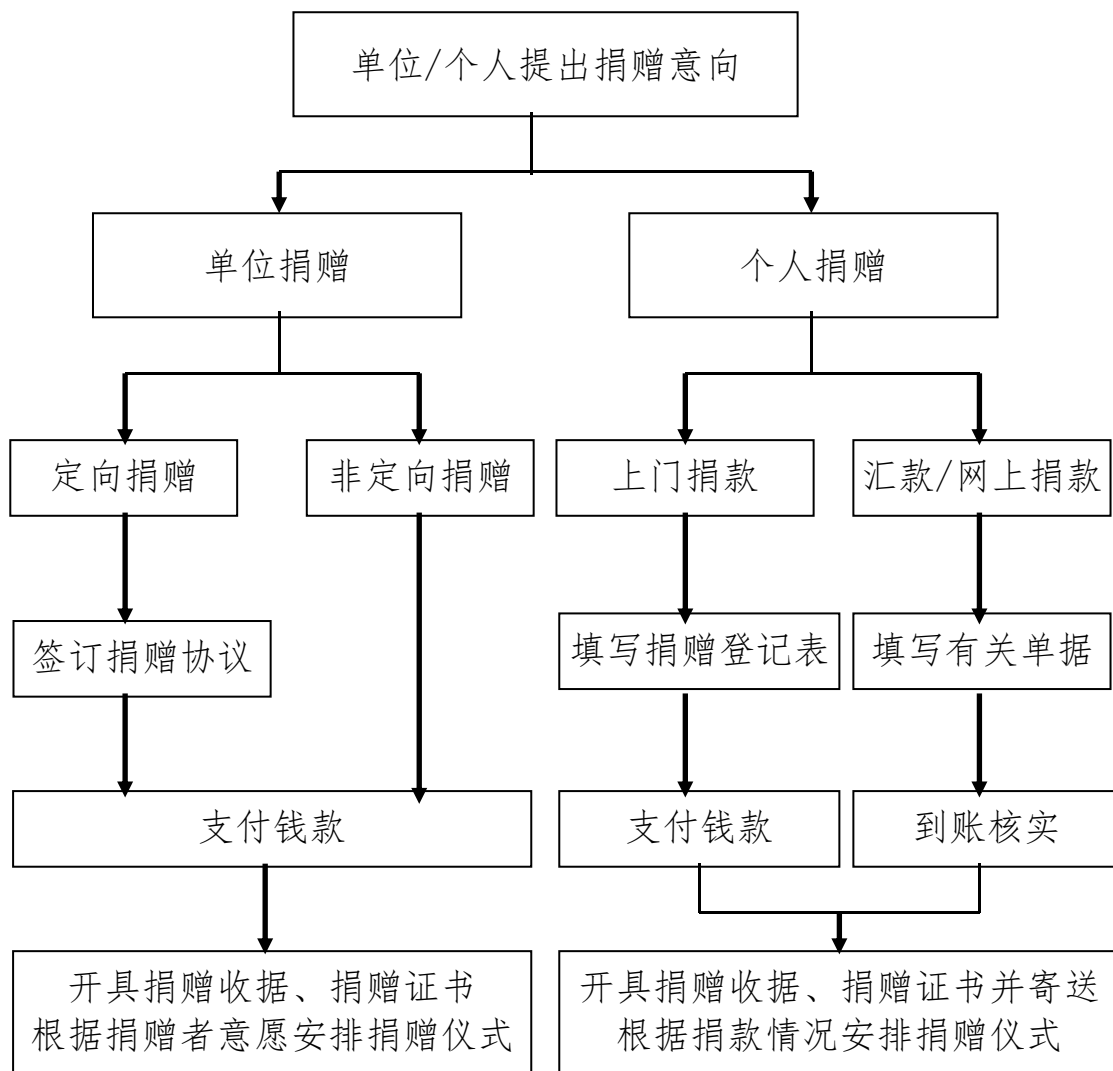 单位/个人提出捐赠意向
单位捐赠
个人捐赠
定向捐赠
非定向捐赠
上门捐款
汇款/网上捐款
签订捐赠协议
填写捐赠登记表
填写有关单据
支付钱款
支付钱款
到账核实
开具捐赠收据、捐赠证书
根据捐赠者意愿安排捐赠仪式
开具捐赠收据、捐赠证书并寄送
根据捐款情况安排捐赠仪式